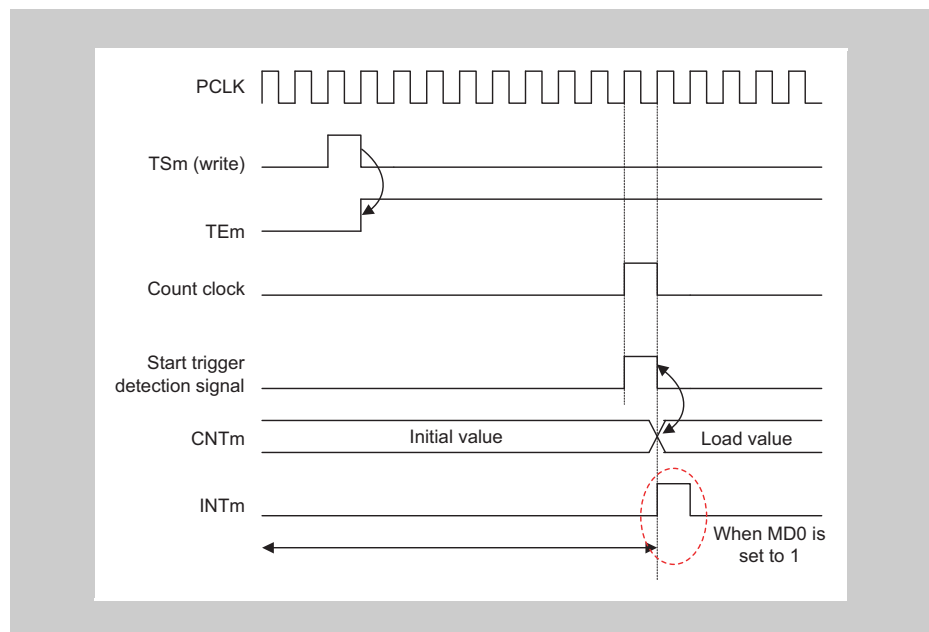 PCLK
TSm (write)
TEm
Count clock
Start trigger
detection signal
CNTm
Initial value
Load value
INTm
When MD0 is
set to 1